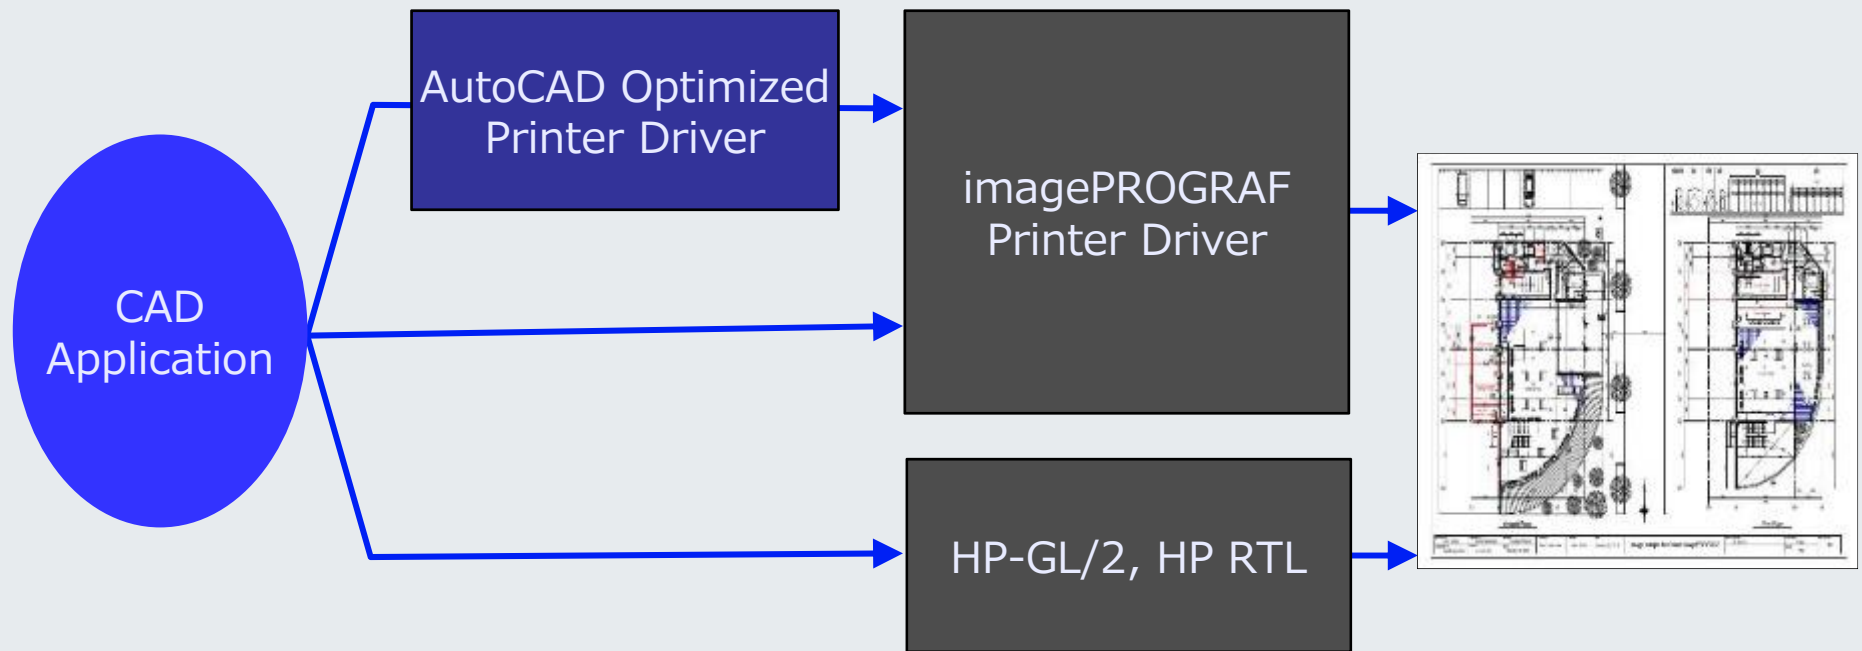 AutoCAD Optimized
Printer Driver
imagePROGRAF
Printer Driver
CAD
Application
HP-GL/2, HP RTL